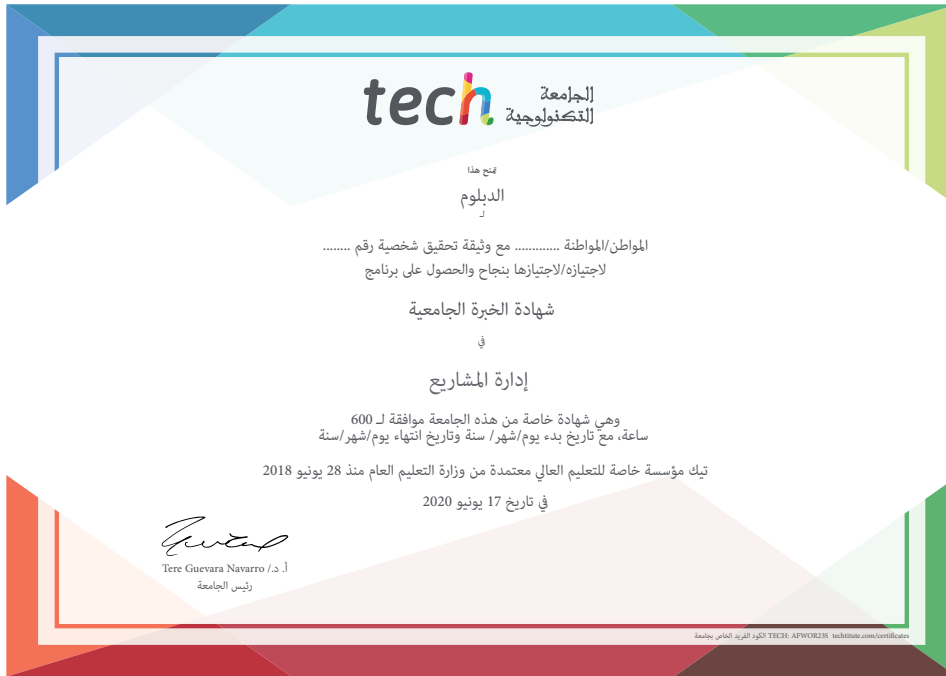 tech الجامعة
التكنولوجية
تمنح هذا
الدبلوم
لـ
المواطن/المواطنة ............ مع وثيقة تحقيق شخصية رقم ........
لاجتيازه/لاجتيازها بنجاح والحصول على برنامج
شهادة الخبرة الجامعية
في
إدارة المشاريع
وهي شهادة خاصة من هذه الجامعة موافقة لـ 600
ساعة، مع تاريخ بدء يوم/شهر/ سنة وتاريخ انتهاء يوم/شهر/سنة
تيك مؤسسة خاصة للتعليم العالي معتمدة من وزارة التعليم العام منذ 28 يونيو 2018
في تاريخ 17 يونيو 2020
أ. د./ Tere Guevara Navarro
رئيس الجامعة
الكود الفريد الخاص بجامعة TECH: AFWOR23S techtitute.com/certificates